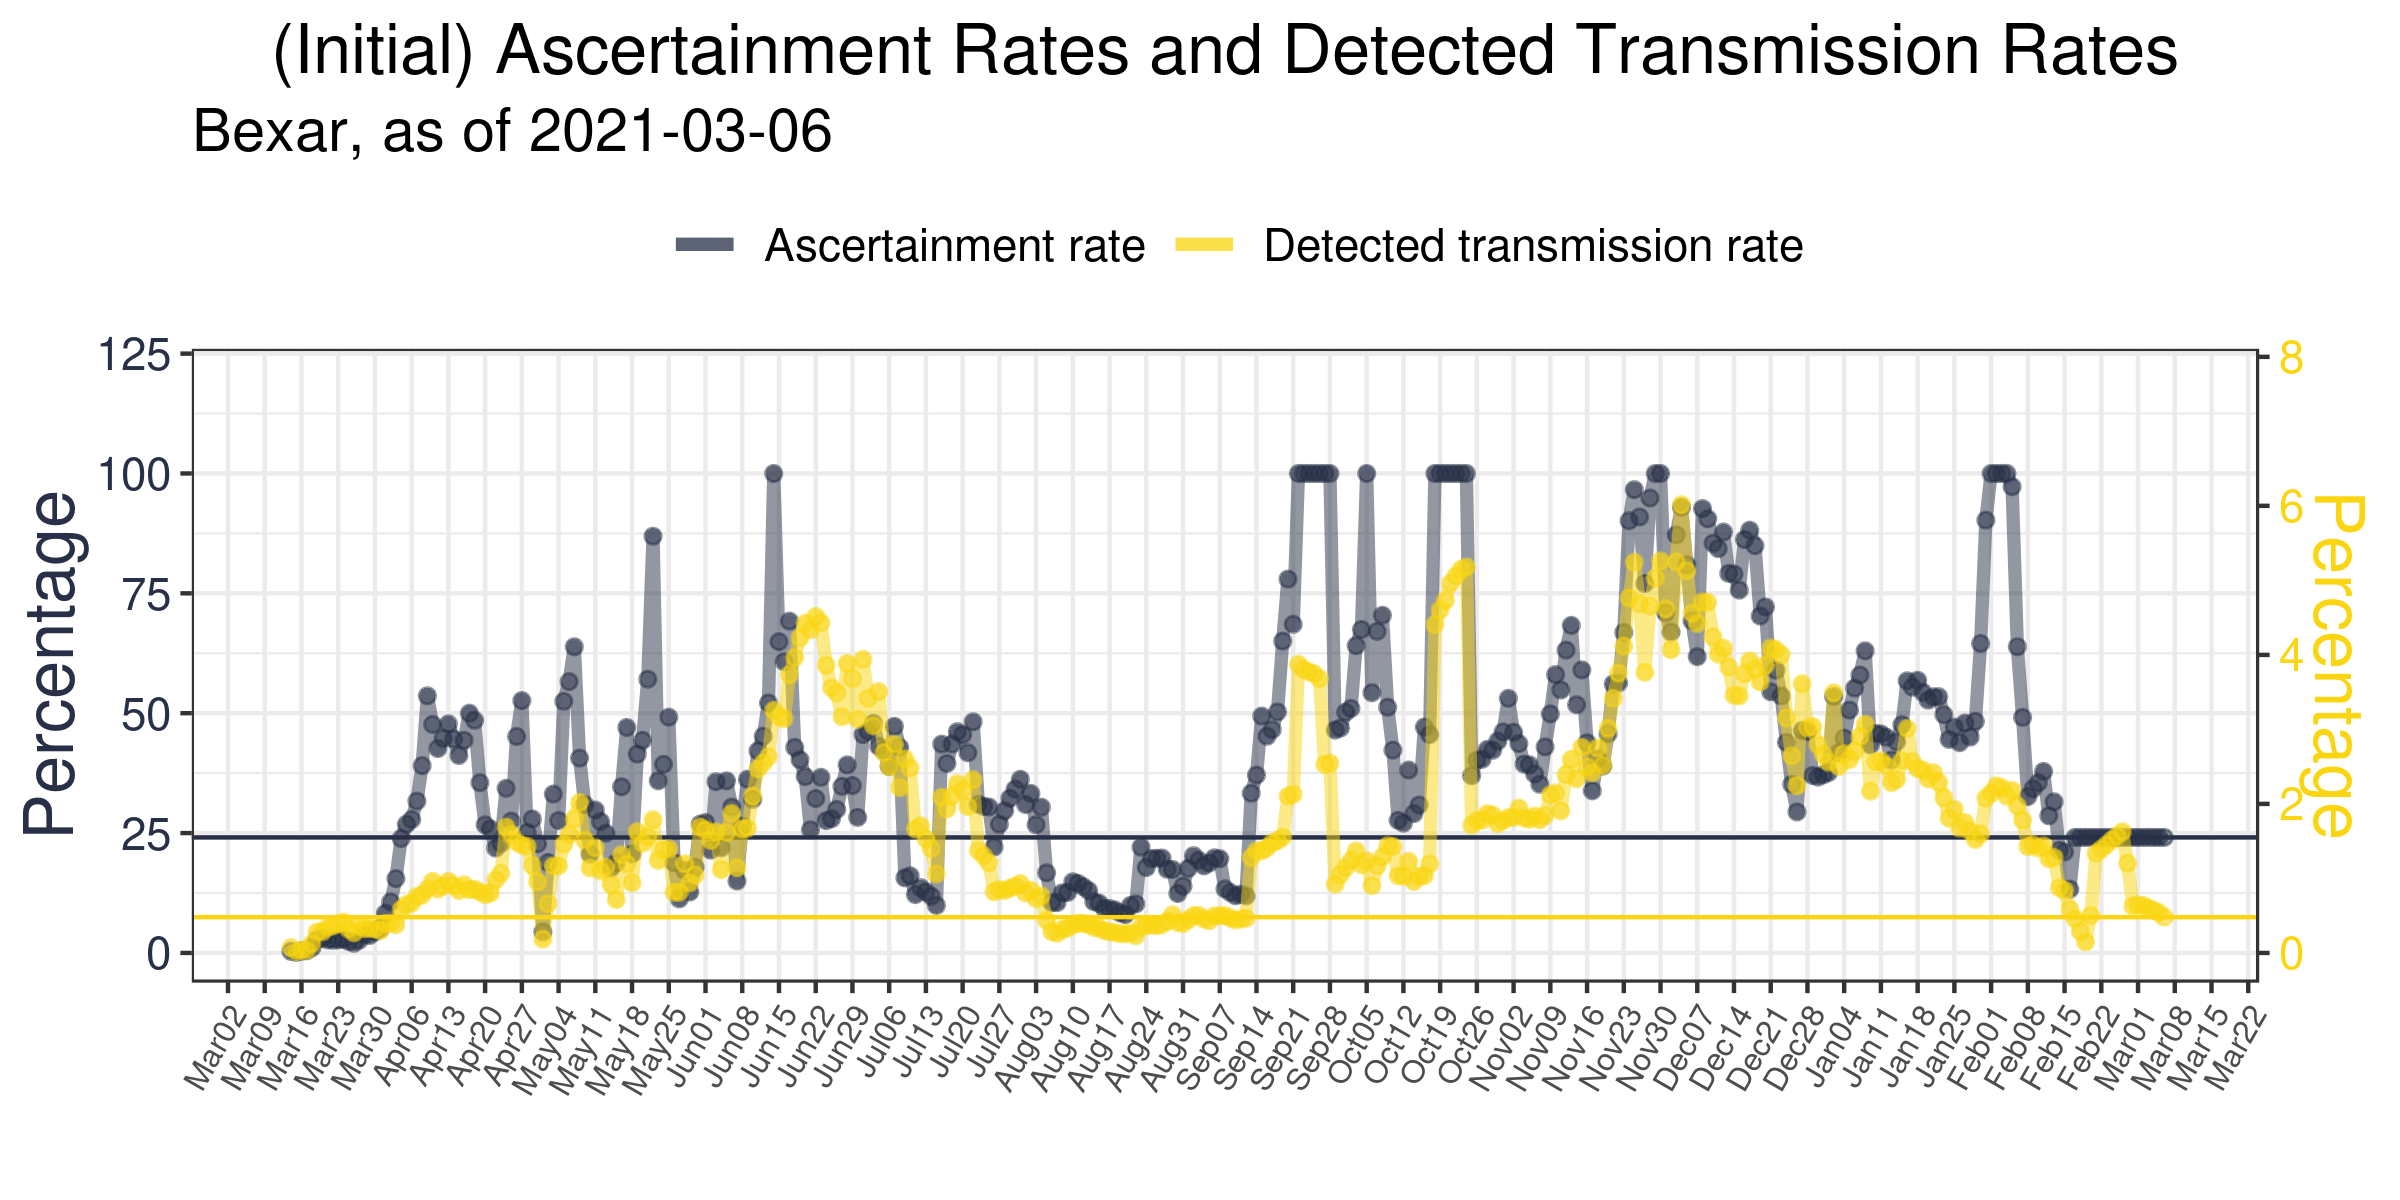 (Initial) Ascertainment Rates and Detected Transmission Rates
Bexar, as of 2021-03-06
Ascertainment rate
Detected transmission rate
125
100
75
50
25
0
Percentage
8
6
4
2
0
Percentage
Mar02
Mar09
Mar16
Mar23
Mar30
Apr06
Apr13
Apr20
Apr27
May04
May11
May18
May25
Jun01
Jun08
Jun15
Jun22
Jun29
Jul06
Jul13
Jul20
Jul27
Aug03
Aug10
Aug17
Aug24
Aug31
Sep07
Sep14
Sep21
Sep28
Oct05
Oct12
Oct19
Oct26
Nov02
Nov09
Nov16
Nov23
Nov30
Dec07
Dec14
Dec21
Dec28
Jan04
Jan11
Jan18
Jan25
Feb01
Feb08
Feb15
Feb22
Mar01
Mar08
Mar15
Mar22